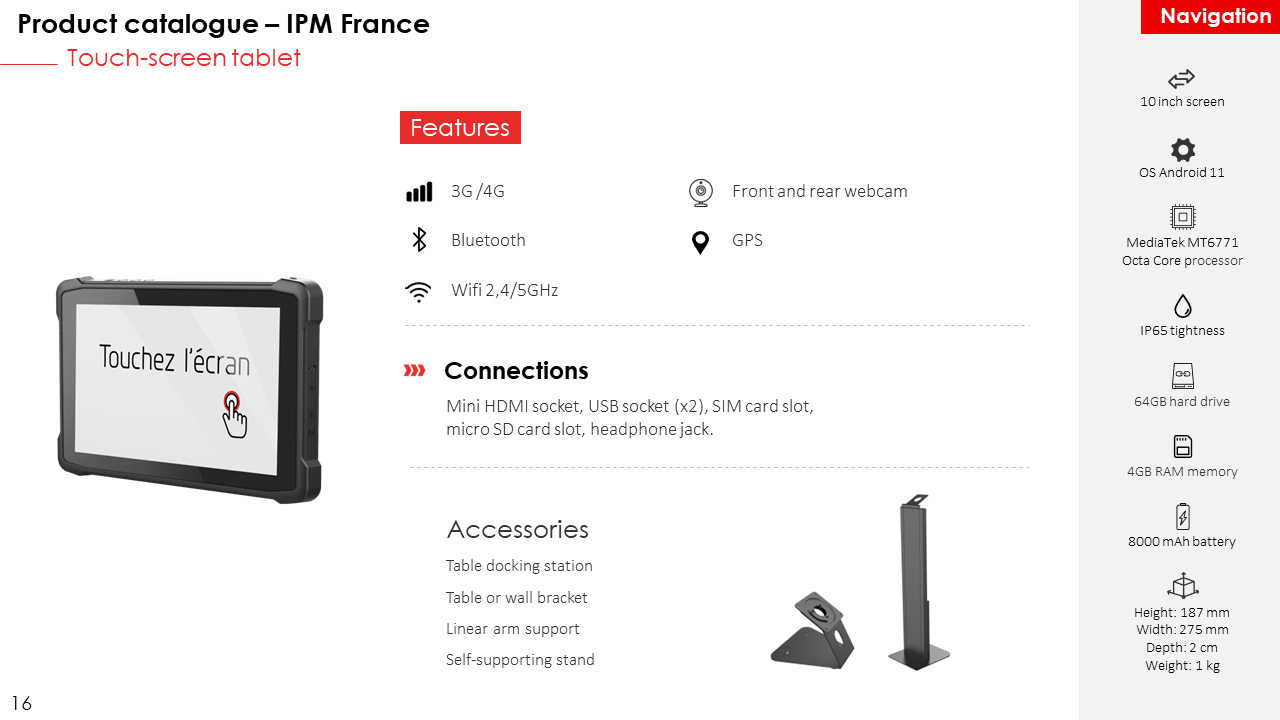 Product catalogue – IPM France
Touch-screen tablet
Navigation
Features
3G /4G
Front and rear webcam
Bluetooth
GPS
Wifi 2,4/5GHz
Connections
Mini HDMI socket, USB socket (x2), SIM card slot,
micro SD card slot, headphone jack.
Accessories
Table docking station
Table or wall bracket
Linear arm support
Self-supporting stand
Touchez l'écran
10 inch screen
OS Android 11
MediaTek MT6771
Octa Core processor
IP65 tightness
64GB hard drive
4GB RAM memory
8000 mAh battery
Height: 187 mm
Width: 275 mm
Depth: 2 cm
Weight: 1 kg
16